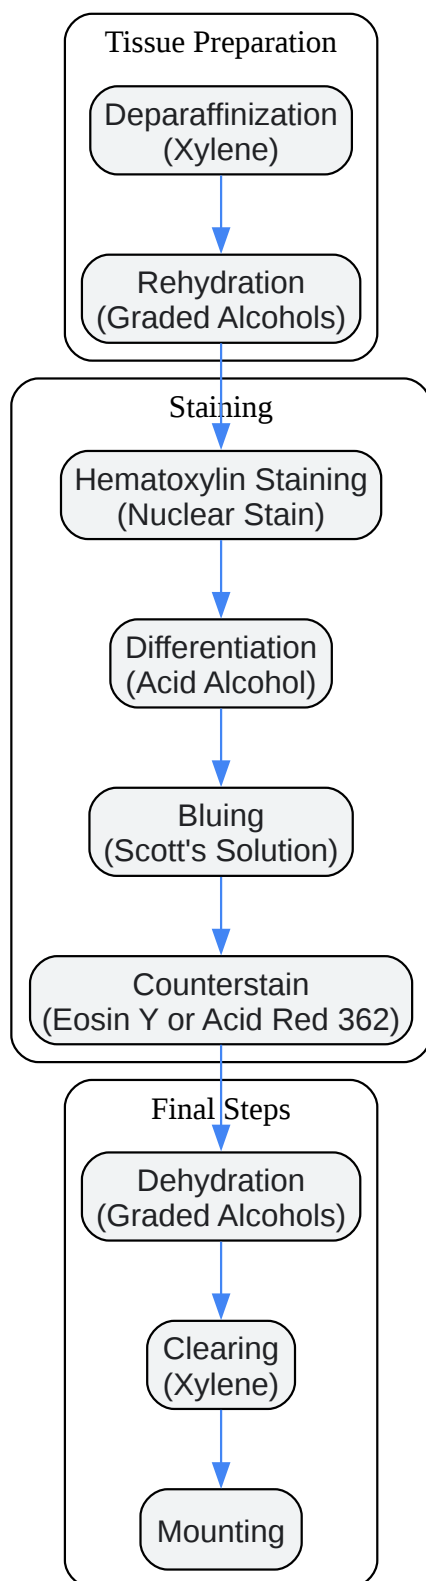 Tissue Preparation
Deparaffinization
(Xylene)
Rehydration
(Graded Alcohols)
Staining
Hematoxylin Staining
(Nuclear Stain)
Differentiation
(Acid Alcohol)
Bluing
(Scott's Solution)
Counterstain
(Eosin Y or Acid Red 362)
Final Steps
Dehydration
(Graded Alcohols)
Clearing
(Xylene)
Mounting